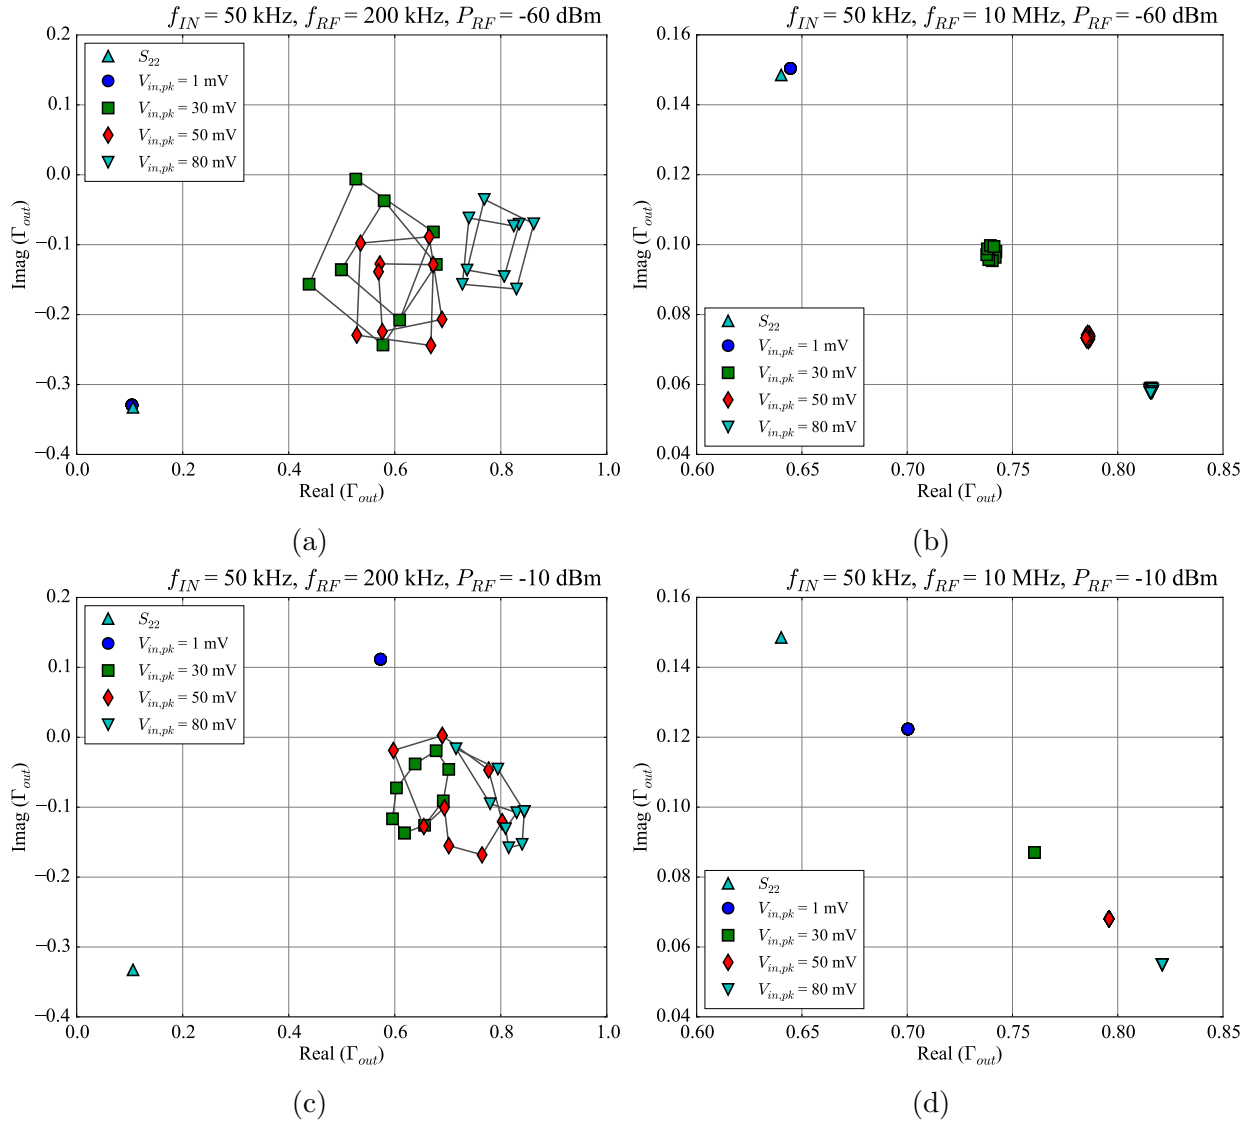 f_IN = 50 kHz, f_RF = 200 kHz, P_RF = -60 dBm
0.2
0.1
0.0
−0.1
−0.2
−0.3
−0.4
Imag (Γ_out)
S_22
V_in,pk = 1 mV
V_in,pk = 30 mV
V_in,pk = 50 mV
V_in,pk = 80 mV
0.0 0.2 0.4 0.6 0.8 1.0
Real (Γ_out)
(a)
f_IN = 50 kHz, f_RF = 10 MHz, P_RF = -60 dBm
0.16
0.14
0.12
0.10
0.08
0.06
0.04
Imag (Γ_out)
S_22
V_in,pk = 1 mV
V_in,pk = 30 mV
V_in,pk = 50 mV
V_in,pk = 80 mV
0.60 0.65 0.70 0.75 0.80 0.85
Real (Γ_out)
(b)
f_IN = 50 kHz, f_RF = 200 kHz, P_RF = -10 dBm
0.2
0.1
0.0
−0.1
−0.2
−0.3
−0.4
Imag (Γ_out)
S_22
V_in,pk = 1 mV
V_in,pk = 30 mV
V_in,pk = 50 mV
V_in,pk = 80 mV
0.0 0.2 0.4 0.6 0.8 1.0
Real (Γ_out)
(c)
f_IN = 50 kHz, f_RF = 10 MHz, P_RF = -10 dBm
0.16
0.14
0.12
0.10
0.08
0.06
0.04
Imag (Γ_out)
S_22
V_in,pk = 1 mV
V_in,pk = 30 mV
V_in,pk = 50 mV
V_in,pk = 80 mV
0.60 0.65 0.70 0.75 0.80 0.85
Real (Γ_out)
(d)